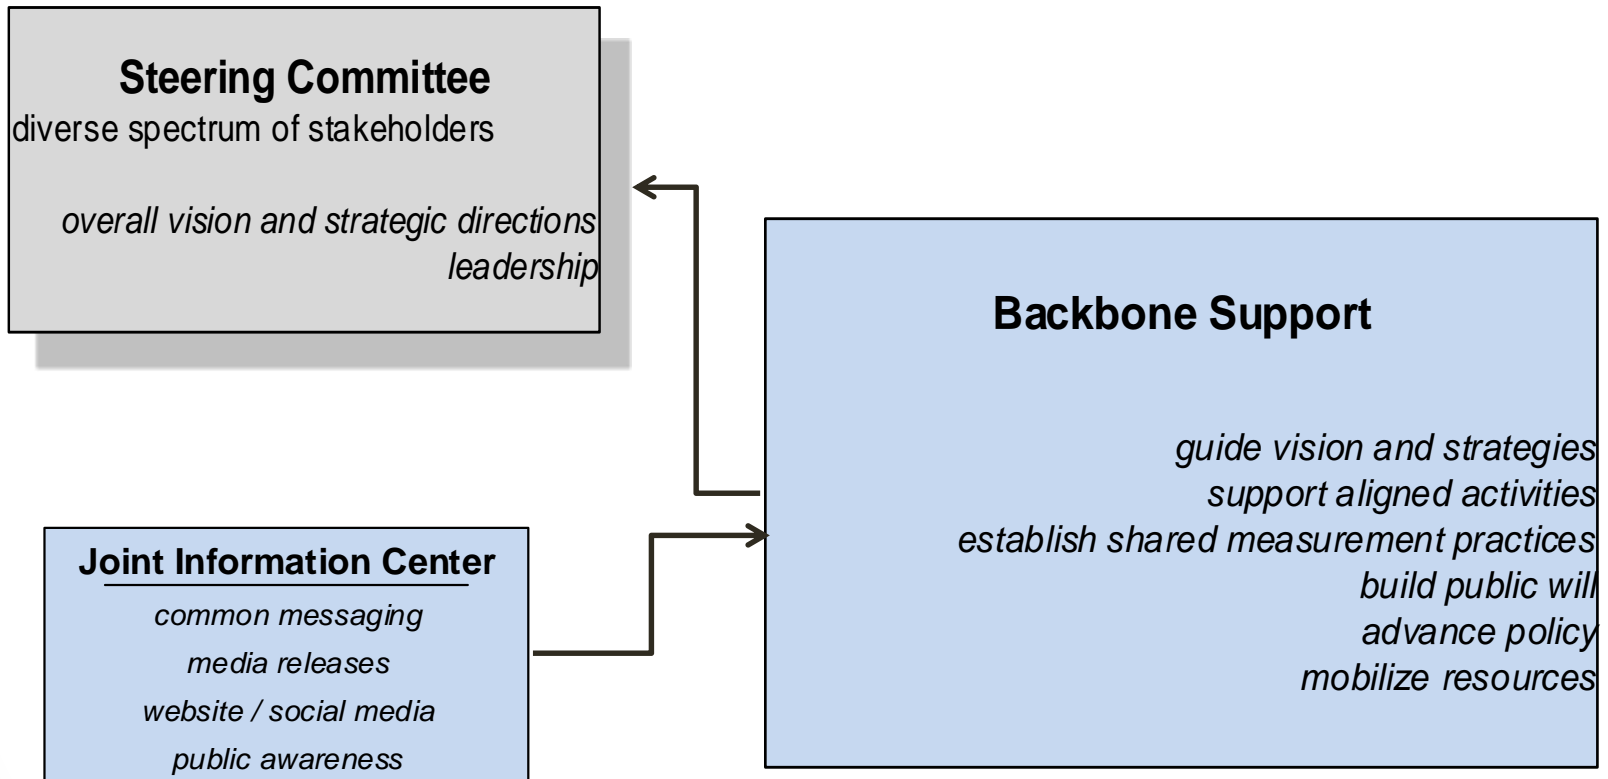 Steering Committee
diverse spectrum of stakeholders
overall vision and strategic directions
leadership
Backbone Support
guide vision and strategies
support aligned activities
establish shared measurement practices
build public will
advance policy
mobilize resources
Joint Information Center
common messaging
media releases
website / social media
public awareness